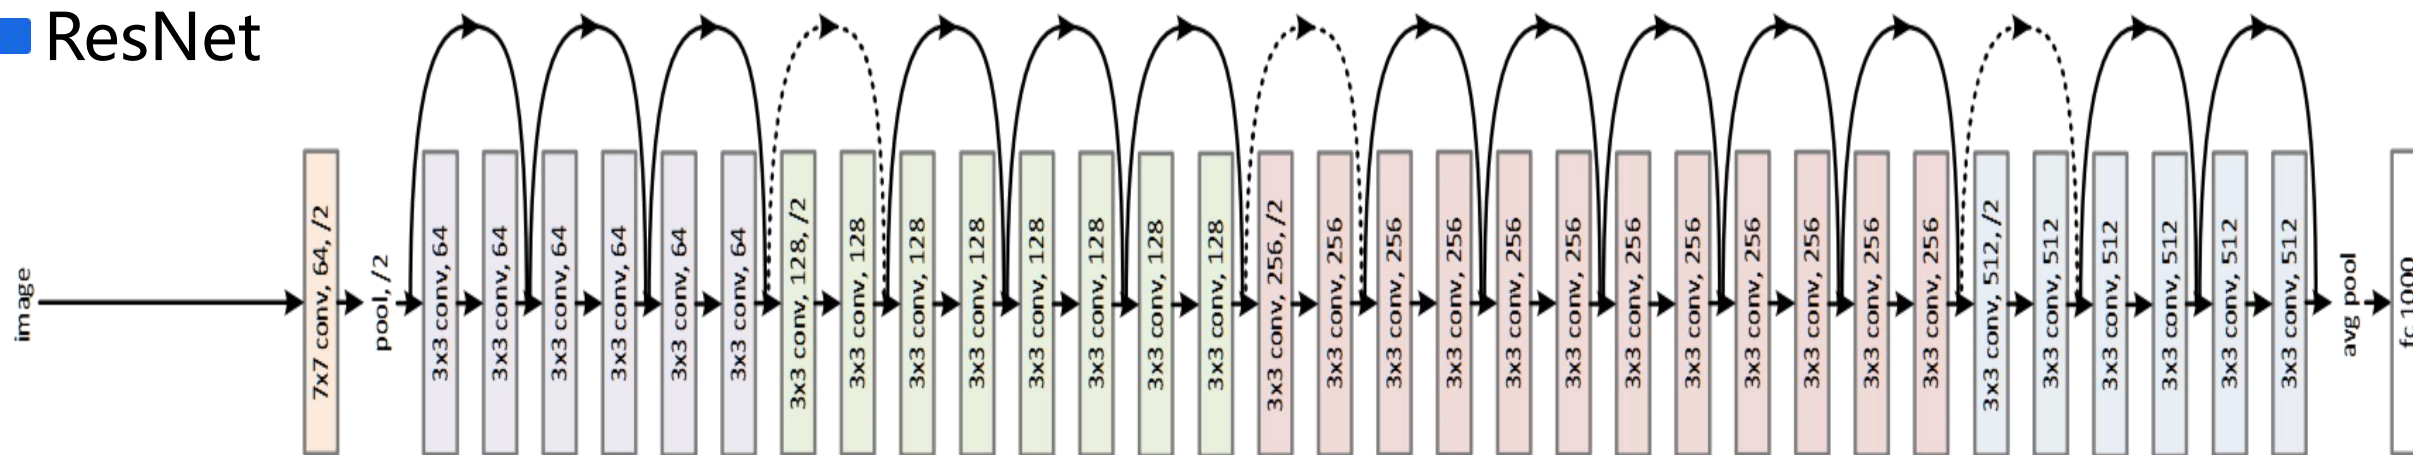 ResNet
image
7x7 conv, 64, /2
pool, /2
3x3 conv, 64
3x3 conv, 64
3x3 conv, 64
3x3 conv, 64
3x3 conv, 64
3x3 conv, 64
3x3 conv, 128, /2
3x3 conv, 128
3x3 conv, 128
3x3 conv, 128
3x3 conv, 128
3x3 conv, 128
3x3 conv, 128
3x3 conv, 128
3x3 conv, 256, /2
3x3 conv, 256
3x3 conv, 256
3x3 conv, 256
3x3 conv, 256
3x3 conv, 256
3x3 conv, 256
3x3 conv, 256
3x3 conv, 256
3x3 conv, 256
3x3 conv, 256
3x3 conv, 256
3x3 conv, 512, /2
3x3 conv, 512
3x3 conv, 512
3x3 conv, 512
3x3 conv, 512
3x3 conv, 512
avg pool
fc 1000